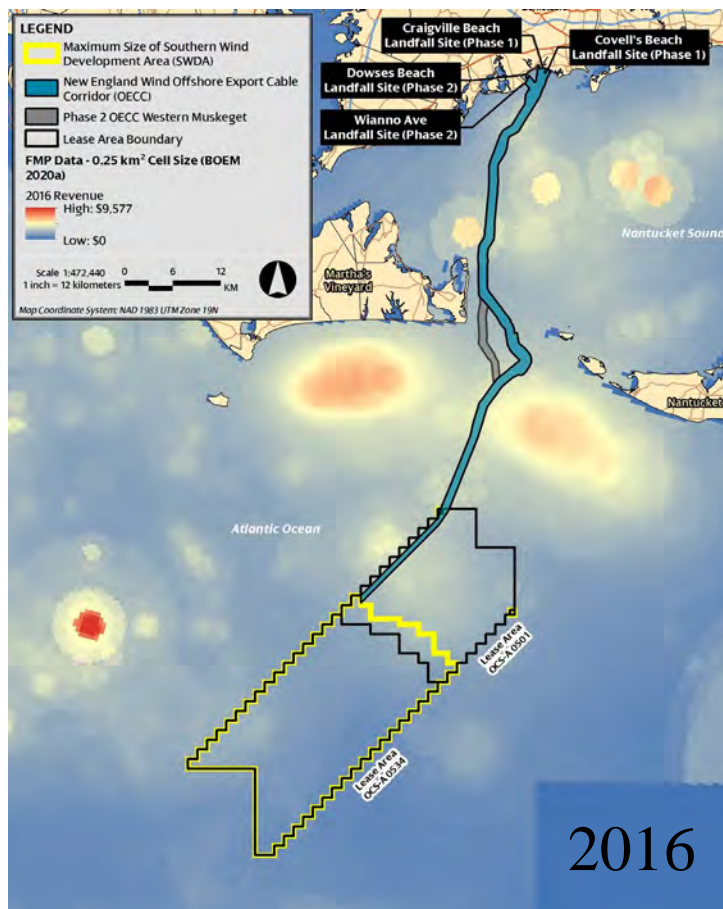 LEGEND
Maximum Size of Southern Wind
Development Area (SWDA)
New England Wind Offshore Export Cable
Corridor (OECC)
Phase 2 OECC Western Muskeget
Lease Area Boundary
FMP Data - 0.25 km² Cell Size (BOEM
2020a)
2016 Revenue
High: $9,577
Low: $0
Scale 1:472,440
1 inch = 12 kilometers
0 6 12
KM
Map Coordinate System: NAD 1983 UTM Zone 19N
Craigville Beach
Landfall Site (Phase 1)
Covell's Beach
Landfall Site (Phase 1)
Dowses Beach
Landfall Site (Phase 2)
Wianno Ave
Landfall Site (Phase 2)
Nantucket Sound
Martha's
Vineyard
Nantucket
Atlantic Ocean
Lease Area
OCS-A 0501
Lease Area
OCS-A 0534
2016